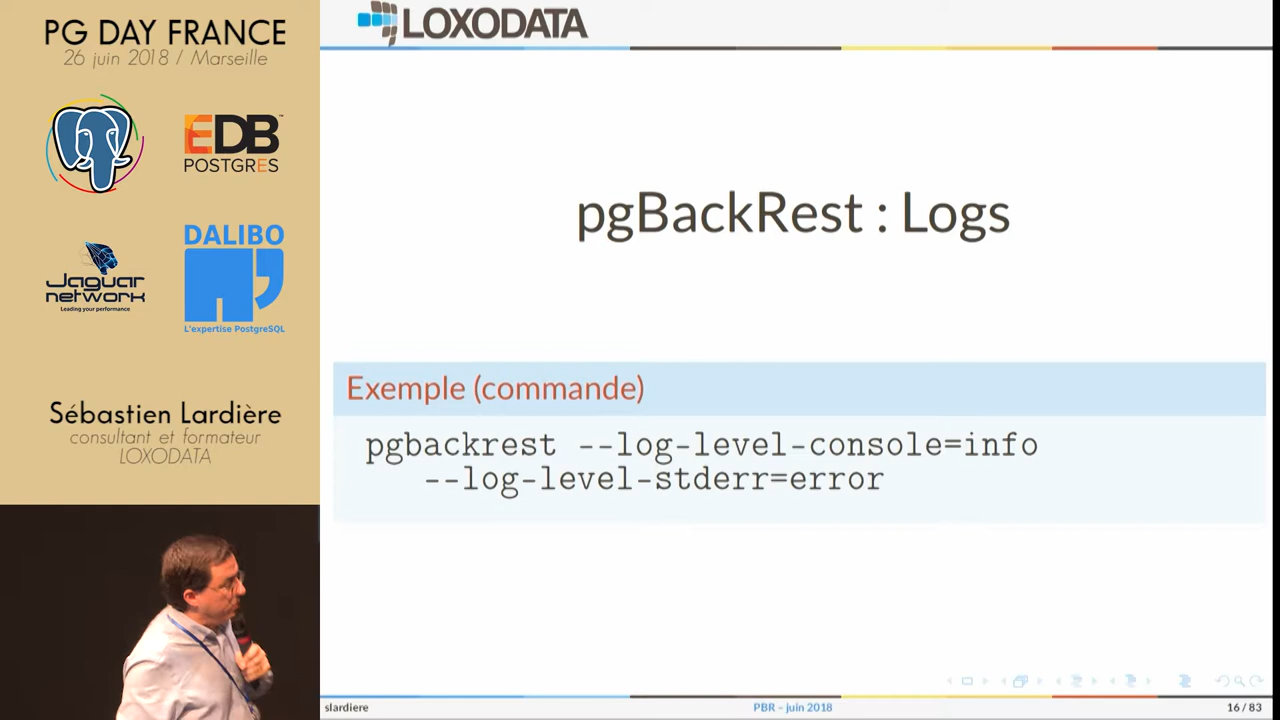 PG DAY FRANCE
26 juin 2018 / Marseille
EDB
POSTGRES
Jaguar
network
Leading your performance
DALIBO
L'expertise PostgreSQL
Sébastien Lardière
consultant et formateur
LOXODATA
LOXODATA
pgBackRest : Logs
Exemple (commande)
pgbackrest --log-level-console=info
--log-level-stderr=error
slardiere
PBR – juin 2018
16 / 83